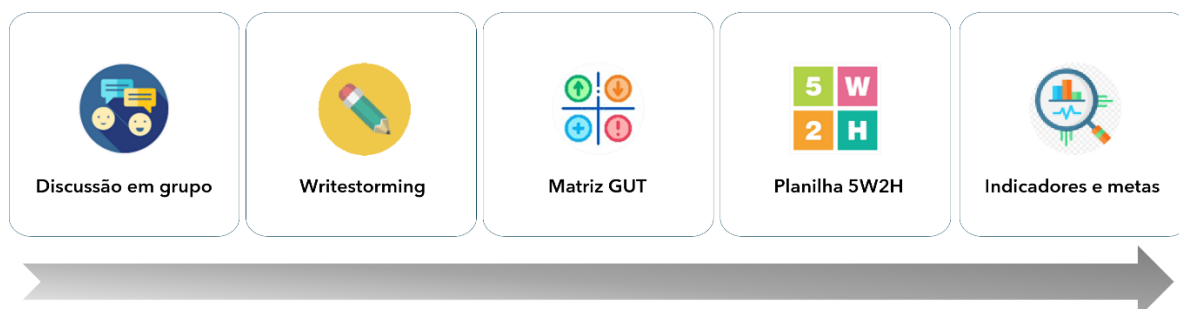 5 W
2 H
Discussão em grupo
Writestorming
Matriz GUT
Planilha 5W2H
Indicadores e metas